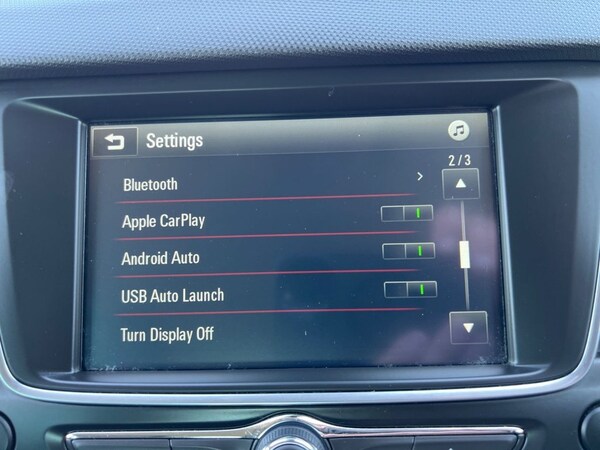 Settings
2/3
Bluetooth
Apple CarPlay
Android Auto
USB Auto Launch
Turn Display Off